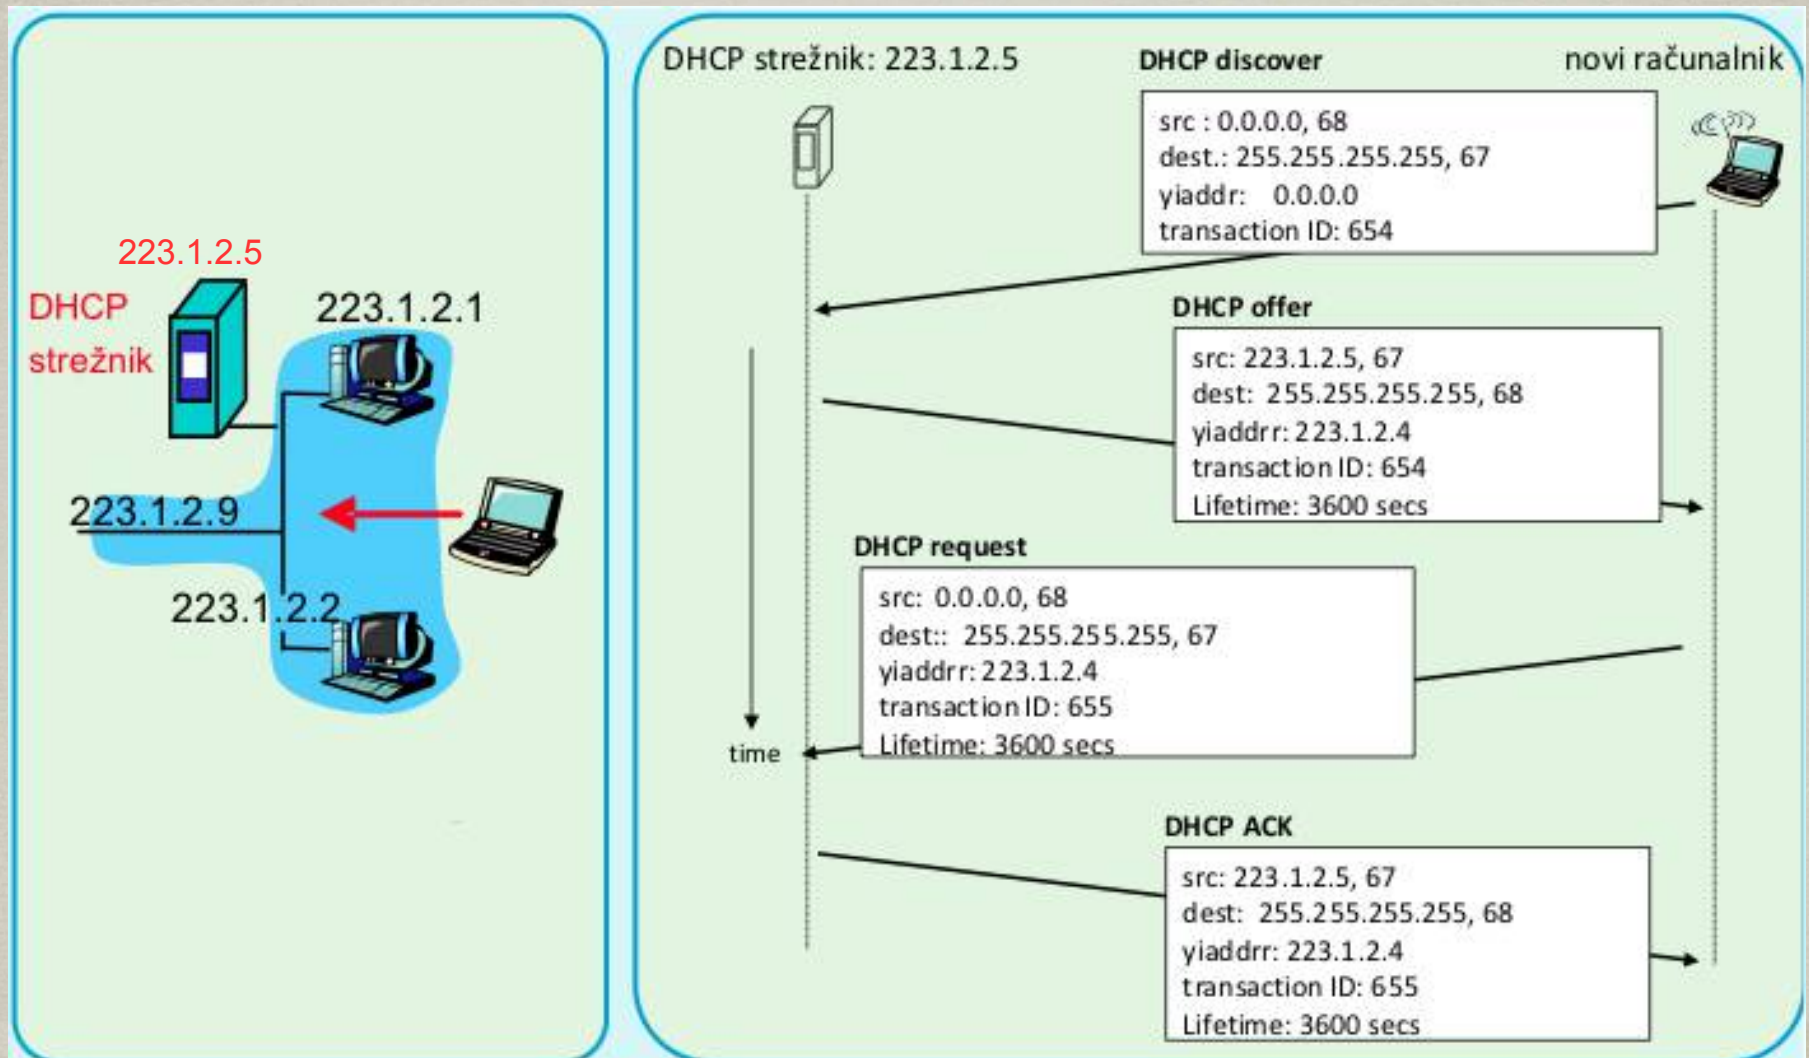 223.1.2.5
DHCP
strežnik
223.1.2.1
223.1.2.9
223.1.2.2
DHCP strežnik: 223.1.2.5
DHCP discover
novi računalnik
src : 0.0.0.0, 68
dest.: 255.255.255.255, 67
yiaddr: 0.0.0.0
transaction ID: 654
DHCP offer
src: 223.1.2.5, 67
dest: 255.255.255.255, 68
yiaddrr: 223.1.2.4
transaction ID: 654
Lifetime: 3600 secs
DHCP request
src: 0.0.0.0, 68
dest:: 255.255.255.255, 67
yiaddrr: 223.1.2.4
transaction ID: 655
Lifetime: 3600 secs
time
DHCP ACK
src: 223.1.2.5, 67
dest: 255.255.255.255, 68
yiaddrr: 223.1.2.4
transaction ID: 655
Lifetime: 3600 secs